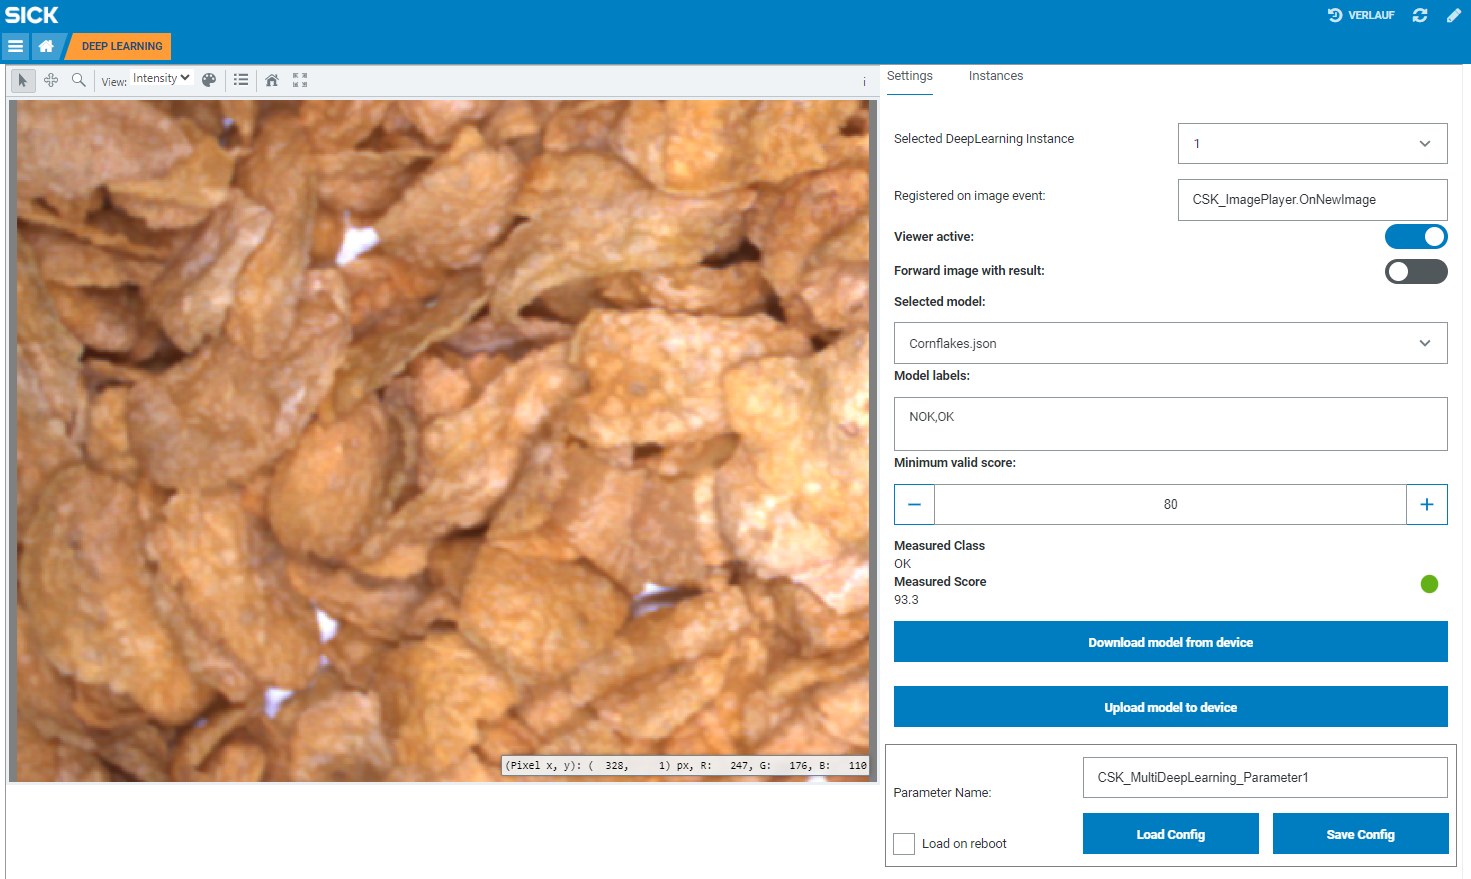 SICK
VERLAUF
DEEP LEARNING
View: Intensity
i
Settings Instances
Selected DeepLearning Instance 1
Registered on image event: CSK_ImagePlayer.OnNewImage
Viewer active:
Forward image with result:
Selected model:
Cornflakes.json
Model labels:
NOK,OK
Minimum valid score:
80
Measured Class
OK
Measured Score
93.3
Download model from device
Upload model to device
(Pixel x, y): ( 328, 1) px, R: 247, G: 176, B: 110
Parameter Name: CSK_MultiDeepLearning_Parameter1
Load on reboot Load Config Save Config